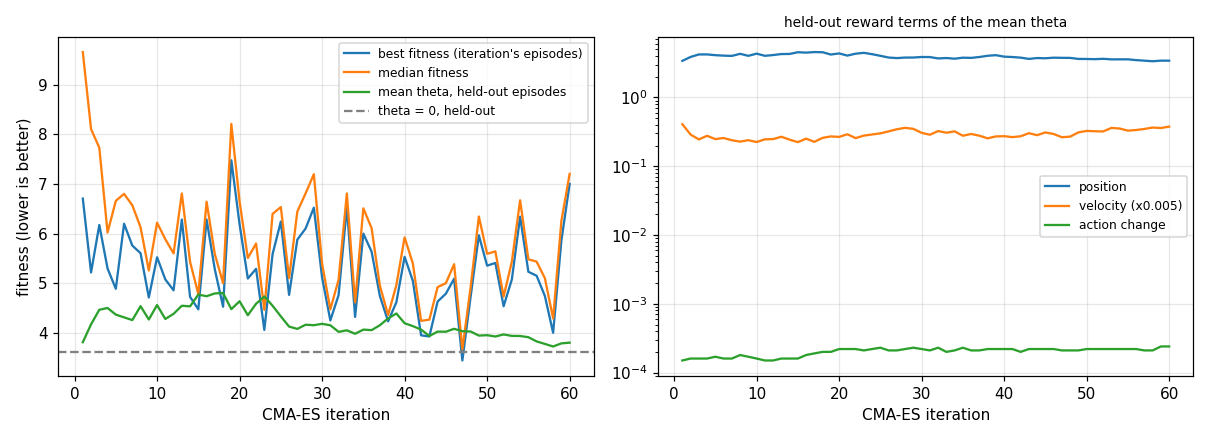 held-out reward terms of the mean theta
fitness (lower is better)
9
8
7
6
5
4
best fitness (iteration's episodes)
median fitness
mean theta, held-out episodes
theta = 0, held-out
0
10
20
30
40
50
60
CMA-ES iteration
10⁰
10⁻¹
10⁻²
10⁻³
10⁻⁴
position
velocity (x0.005)
action change
0
10
20
30
40
50
60
CMA-ES iteration